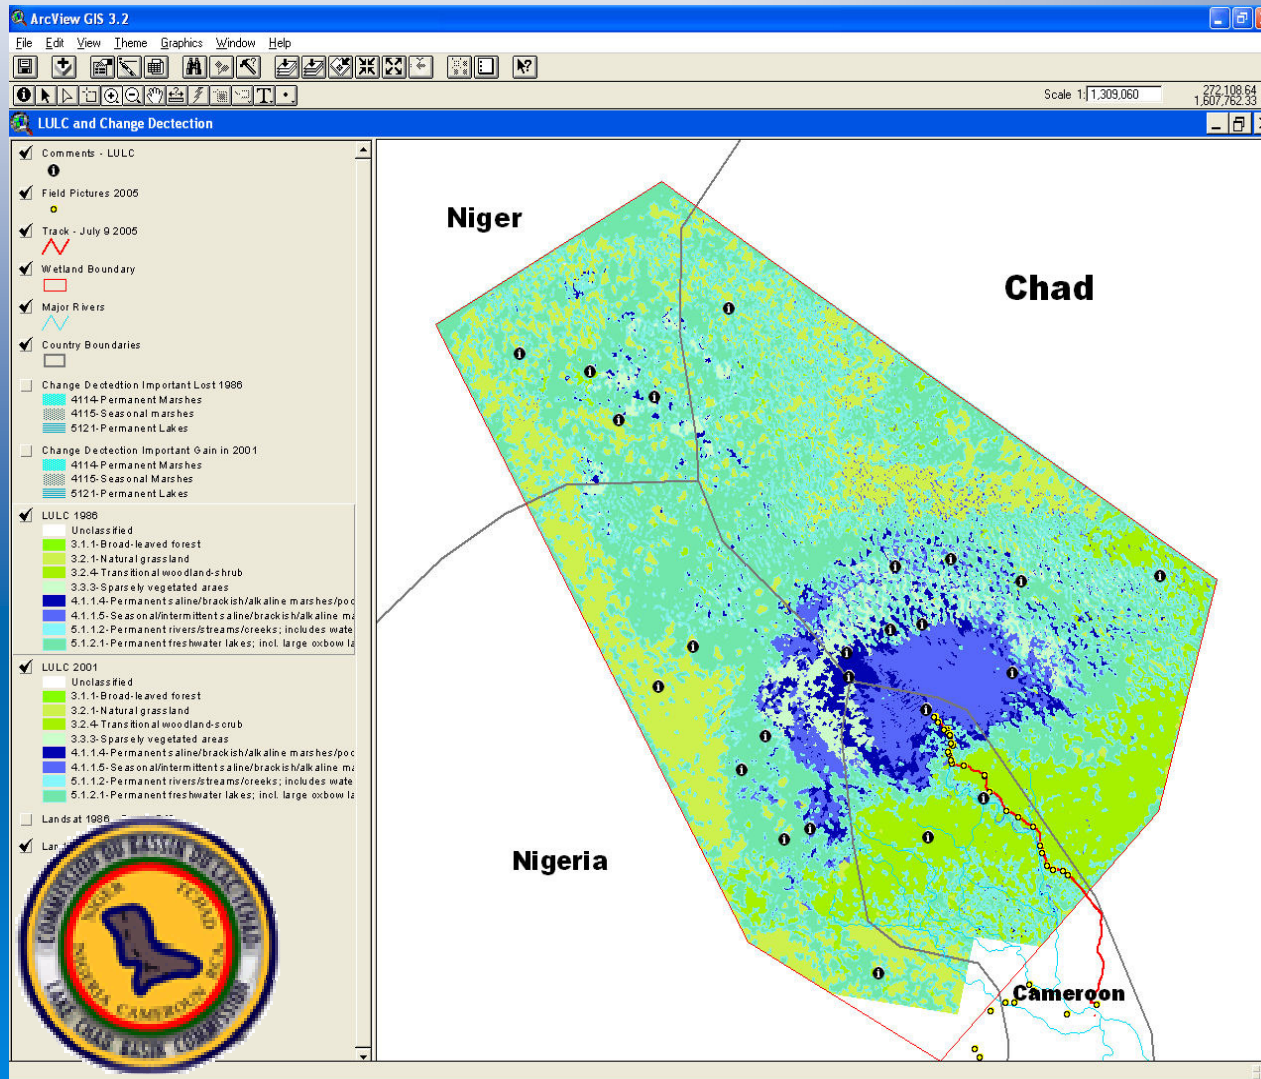 ArcView GIS 3.2
File Edit View Theme Graphics Window Help
Scale 1: 1,309,060 272,108.64
1,607,762.33
LULC and Change Dectection
Comments - LULC
Field Pictures 2005
Track - July 9 2005
Wetland Boundary
Major Rivers
Country Boundaries
Change Dectedtion Important Lost 1986
4114-Permanent Marshes
4115-Seasonal marshes
5121-Permanent Lakes
Change Dectection Important Gain in 2001
4114-Permanent Marshes
4115-Seasonal Marshes
5121-Permanent Lakes
LULC 1986
Unclassified
3.1.1-Broad-leaved forest
3.2.1-Natural grassland
3.2.4-Transitional woodland-shrub
3.3.3-Sparsely vegetated araes
4.1.1.4-Permanent saline/brackish/alkaline marshes/poo
4.1.1.5-Seasonal/intermittent saline/brackish/alkaline ma
5.1.1.2-Permanent rivers/streams/creeks; includes wate
5.1.2.1-Permanent freshwater lakes; incl. large oxbow la
LULC 2001
Unclassified
3.1.1-Broad-leaved forest
3.2.1-Natural grassland
3.2.4-Transitional woodland-scrub
3.3.3-Sparsely vegetated areas
4.1.1.4-Permanent saline/brackish/alkaline marshes/poo
4.1.1.5-Seasonal/intermittent saline/brackish/alkaline ma
5.1.1.2-Permanent rivers/streams/creeks; includes wate
5.1.2.1-Permanent freshwater lakes; incl. large oxbow la
Landsat 1986
COMMISSION DU BASSIN DU LAC TCHAD
NIGER TCHAD
NIGERIA CAMEROUN RCA
LAKE CHAD BASIN COMMISSION
Niger
Chad
Nigeria
Cameroon